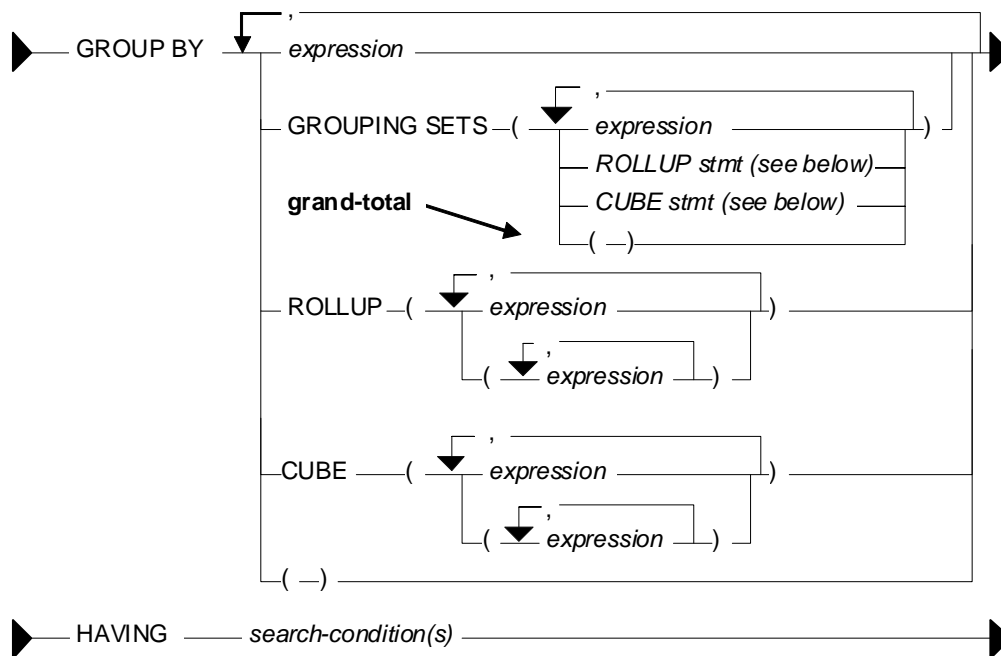 ,
GROUP BY expression
,
GROUPING SETS ( expression )
ROLLUP stmt (see below)
grand-total CUBE stmt (see below)
( )
,
ROLLUP ( expression )
,
( expression )
,
CUBE ( expression )
,
( expression )
( )
HAVING search-condition(s)